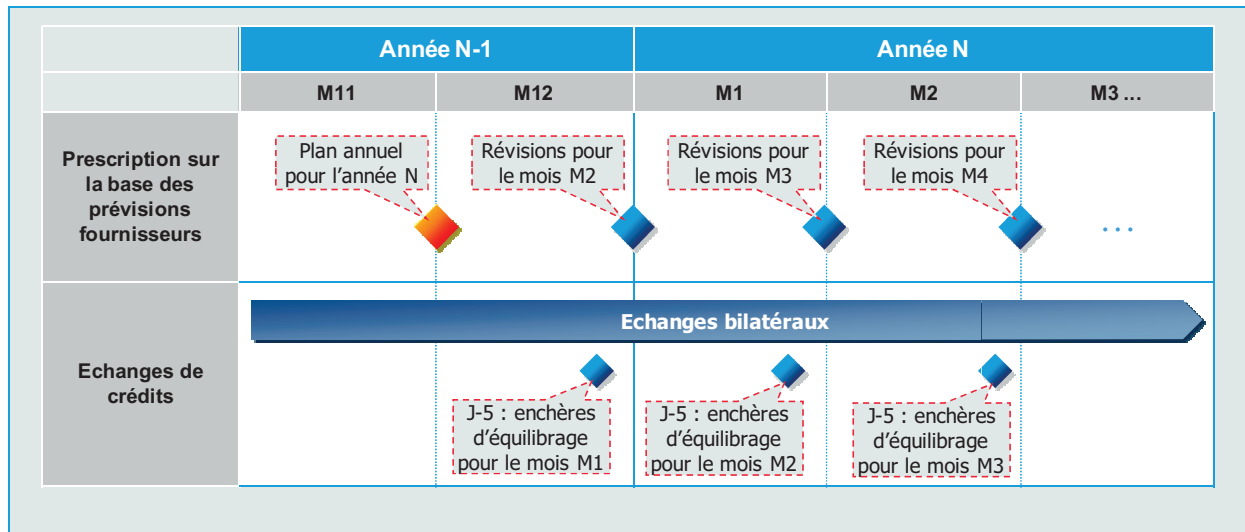 Année N-1
Année N
M11
M12
M1
M2
M3 ...
Prescription sur
la base des
prévisions
fournisseurs
Plan annuel
pour l'année N
Révisions pour
le mois M2
Révisions pour
le mois M3
Révisions pour
le mois M4
...
Echanges de
crédits
Echanges bilatéraux
J-5 : enchères
d'équilibrage
pour le mois M1
J-5 : enchères
d'équilibrage
pour le mois M2
J-5 : enchères
d'équilibrage
pour le mois M3